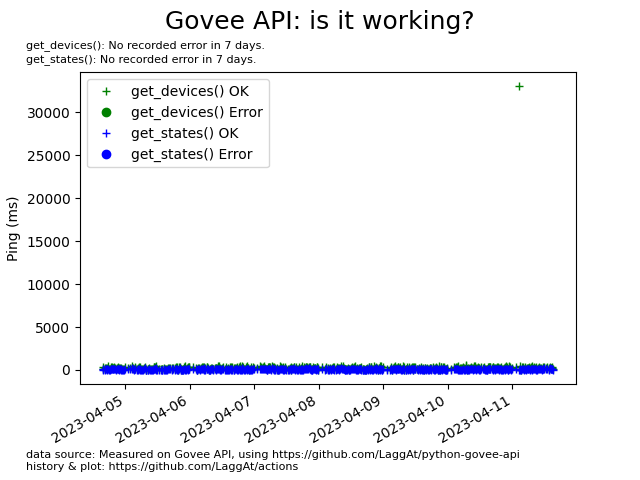 Govee API: is it working?
get_devices(): No recorded error in 7 days.
get_states(): No recorded error in 7 days.
get_devices() OK
get_devices() Error
get_states() OK
get_states() Error
Ping (ms)
30000
25000
20000
15000
10000
5000
0
2023-04-05
2023-04-06
2023-04-07
2023-04-08
2023-04-09
2023-04-10
2023-04-11
data source: Measured on Govee API, using https://github.com/LaggAt/python-govee-api
history & plot: https://github.com/LaggAt/actions